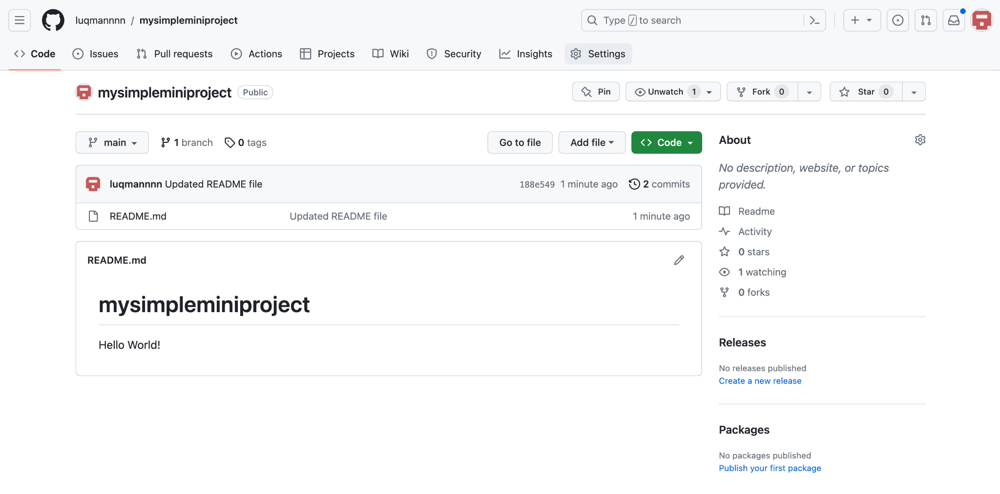 luqmannnn / mysimpleminiproject
Type / to search
Code Issues Pull requests Actions Projects Wiki Security Insights Settings
mysimpleminiproject Public
Pin Unwatch 1 Fork 0 Star 0
main 1 branch 0 tags
Go to file Add file Code
luqmannnn Updated README file 188e549 1 minute ago 2 commits
README.md Updated README file 1 minute ago
README.md
mysimpleminiproject
Hello World!
About
No description, website, or topics
provided.
Readme
Activity
0 stars
1 watching
0 forks
Releases
No releases published
Create a new release
Packages
No packages published
Publish your first package